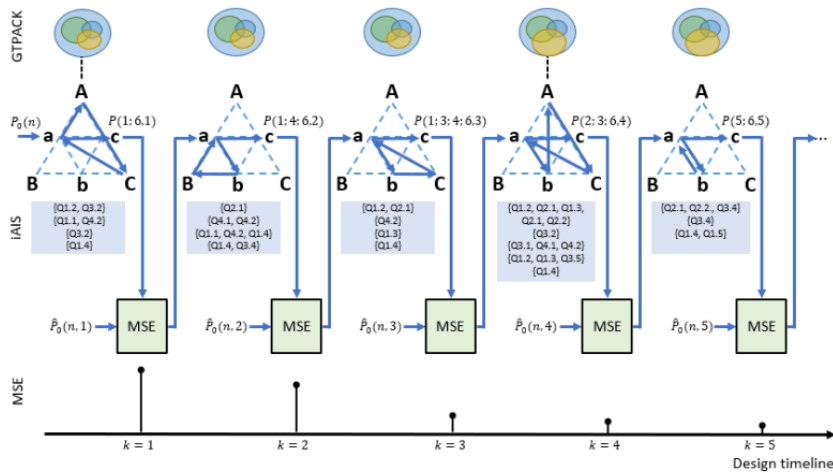 GTPACK
A A
P₀(n) P(1; 6,1) P(1; 4; 6,2) P(1; 3; 4; 6,3) P(2; 3; 6,4) P(5; 6,5)
a c a c a c a c a c ...
B b C B b C B b C B b C B b C
A A A
iAIS
{Q1.2, Q3.2}
{Q1.1, Q4.2}
{Q3.2}
{Q1.4}
{Q2.1}
{Q4.1, Q4.2}
{Q1.1, Q4.2, Q1.4}
{Q1.4, Q3.4}
{Q1.2, Q2.1}
{Q4.2}
{Q1.3}
{Q1.4}
{Q1.2, Q2.1, Q1.3,
Q2.1, Q2.2}
{Q3.2}
{Q3.1, Q4.1, Q4.2}
{Q1.2, Q1.3, Q3.5}
{Q1.4}
{Q2.1, Q2.2., Q3.4}
{Q3.4}
{Q1.4, Q1.5}
P̂₀(n, 1) MSE P̂₀(n, 2) MSE P̂₀(n, 3) MSE P̂₀(n, 4) MSE P̂₀(n, 5) MSE
MSE
k = 1 k = 2 k = 3 k = 4 k = 5
Design timeline